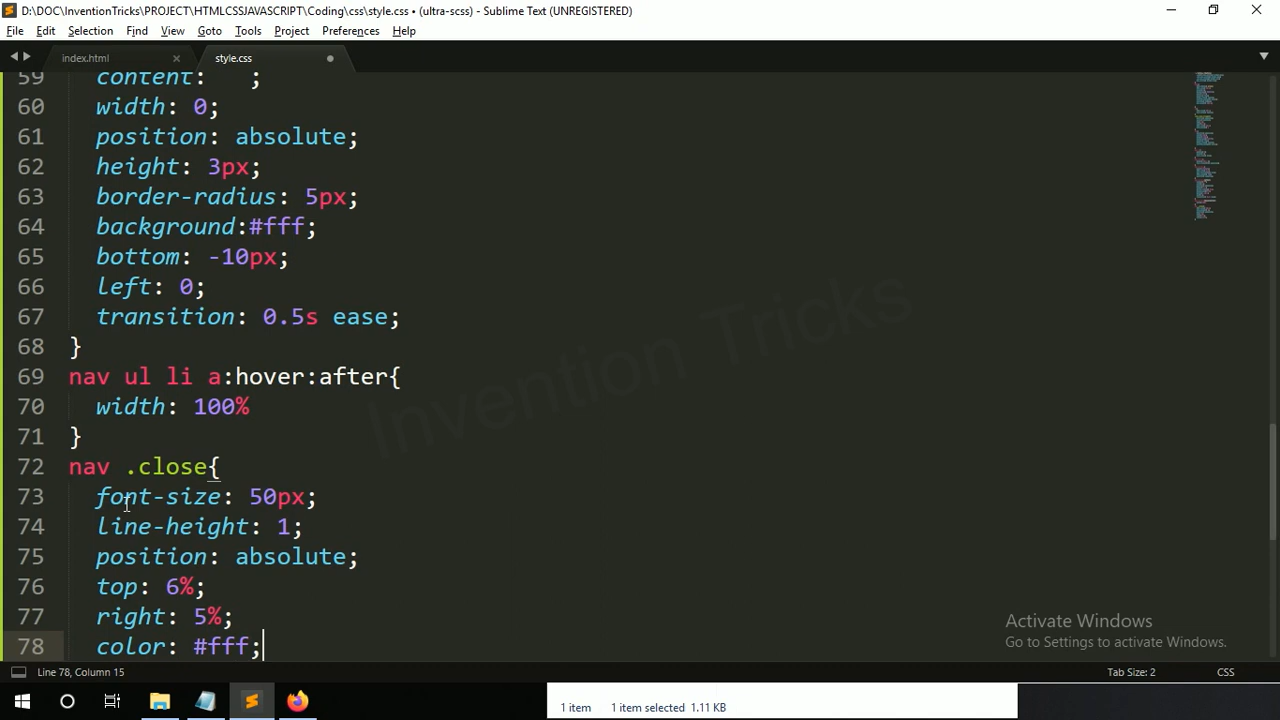 D:\DOC\InventionTricks\PROJECT\HTMLCSSJAVASCRIPT\Coding\css\style.css • (ultra-scss) - Sublime Text (UNREGISTERED)
File Edit Selection Find View Goto Tools Project Preferences Help
index.html style.css
59 content: ;
60 width: 0;
61 position: absolute;
62 height: 3px;
63 border-radius: 5px;
64 background:#fff;
65 bottom: -10px;
66 left: 0;
67 transition: 0.5s ease;
68 }
69 nav ul li a:hover:after{
70 width: 100%
71 }
72 nav .close{
73 font-size: 50px;
74 line-height: 1;
75 position: absolute;
76 top: 6%;
77 right: 5%;
78 color: #fff;
Invention Tricks
Activate Windows
Go to Settings to activate Windows.
Line 78, Column 15 Tab Size: 2 CSS
1 item 1 item selected 1.11 KB